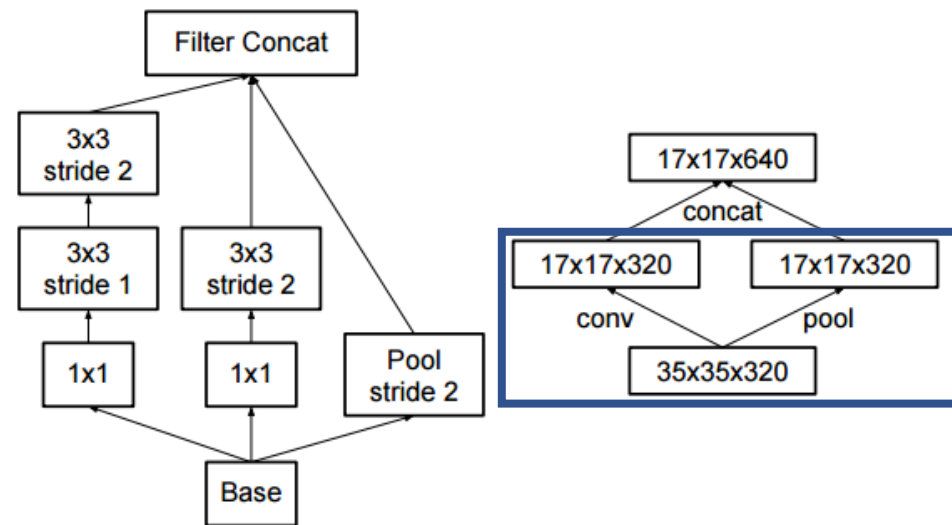 Filter Concat
3x3
stride 2
3x3
stride 1
3x3
stride 2
1x1
1x1
Pool
stride 2
Base
17x17x640
concat
17x17x320
17x17x320
conv
pool
35x35x320